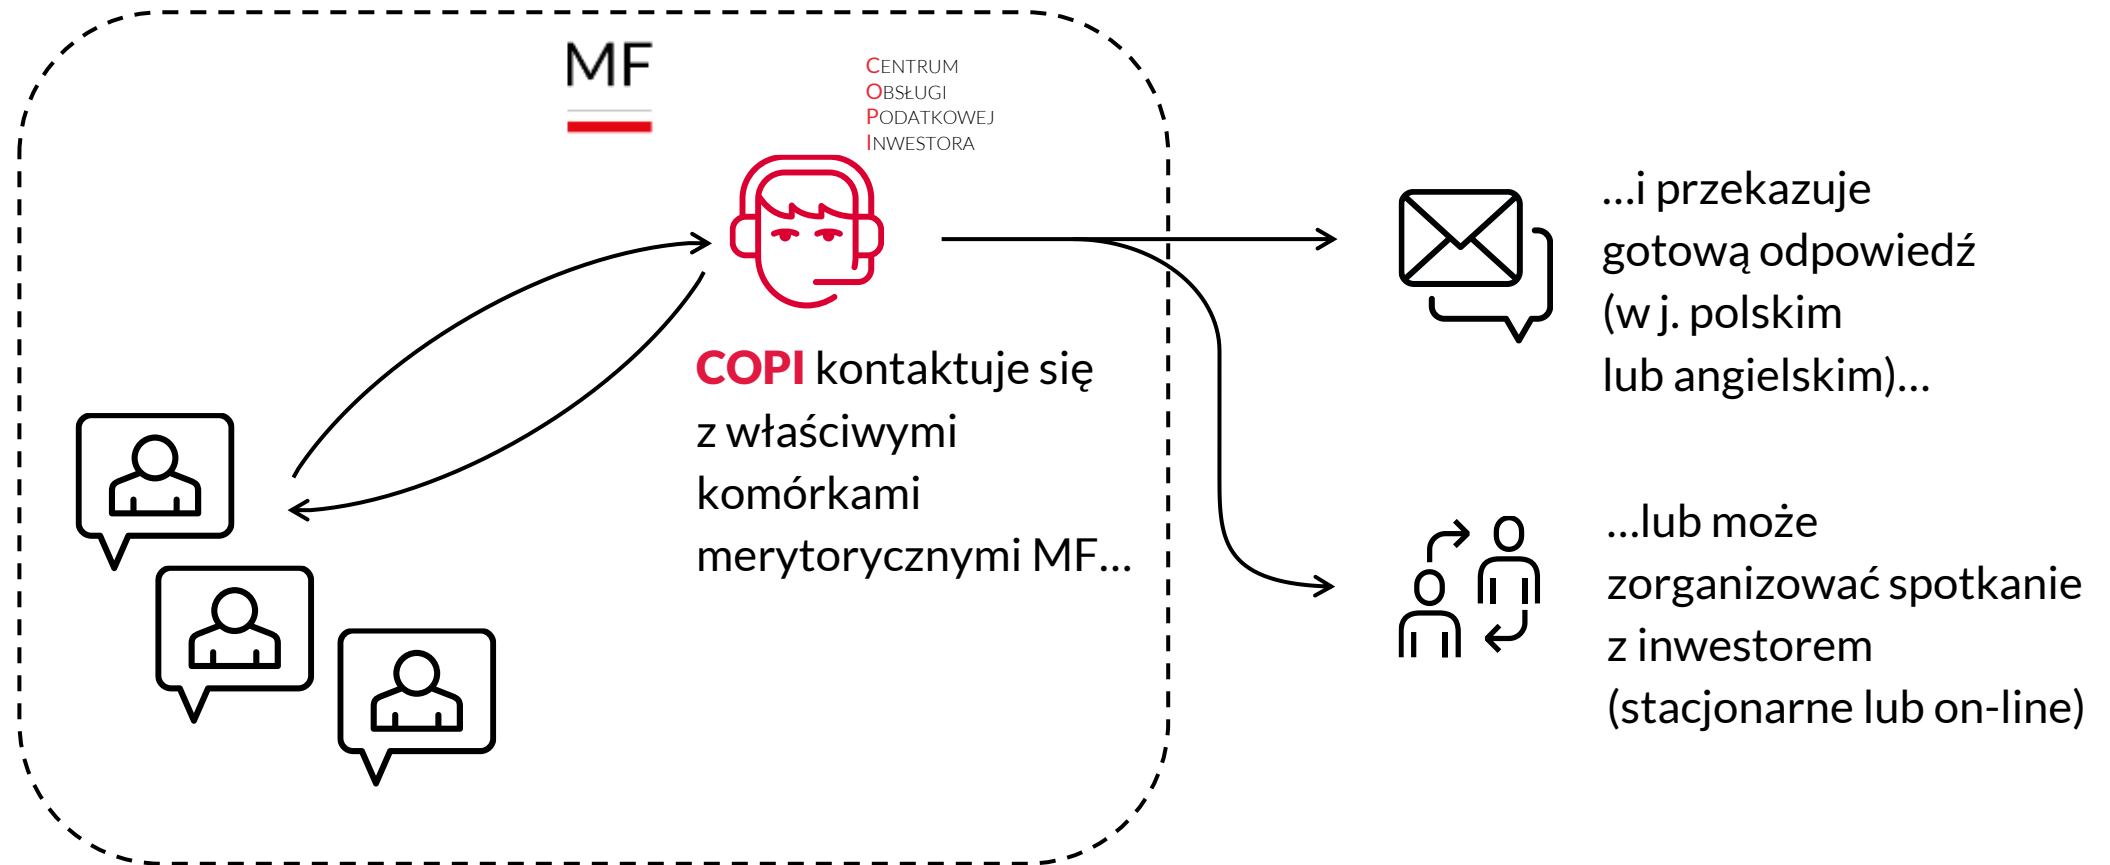 MF
CENTRUM
OBSŁUGI
PODATKOWEJ
INWESTORA
COPI kontaktuje się
z właściwymi
komórkami
merytorycznymi MF...
...i przekazuje
gotową odpowiedź
(w j. polskim
lub angielskim)...
...lub może
zorganizować spotkanie
z inwestorem
(stacjonarne lub on-line)